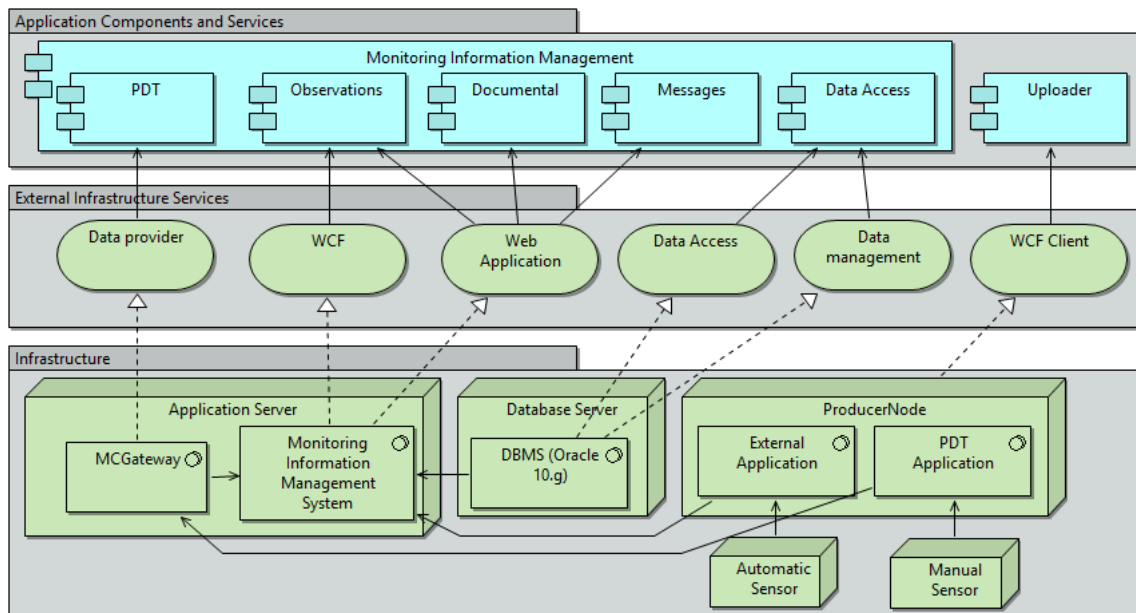 Application Components and Services
Monitoring Information Management
PDT
Observations
Documental
Messages
Data Access
Uploader
External Infrastructure Services
Data provider
WCF
Web
Application
Data Access
Data
management
WCF Client
Infrastructure
Application Server
Database Server
ProducerNode
MCGateway
Monitoring
Information
Management
System
DBMS (Oracle
10.g)
External
Application
PDT
Application
Automatic
Sensor
Manual
Sensor